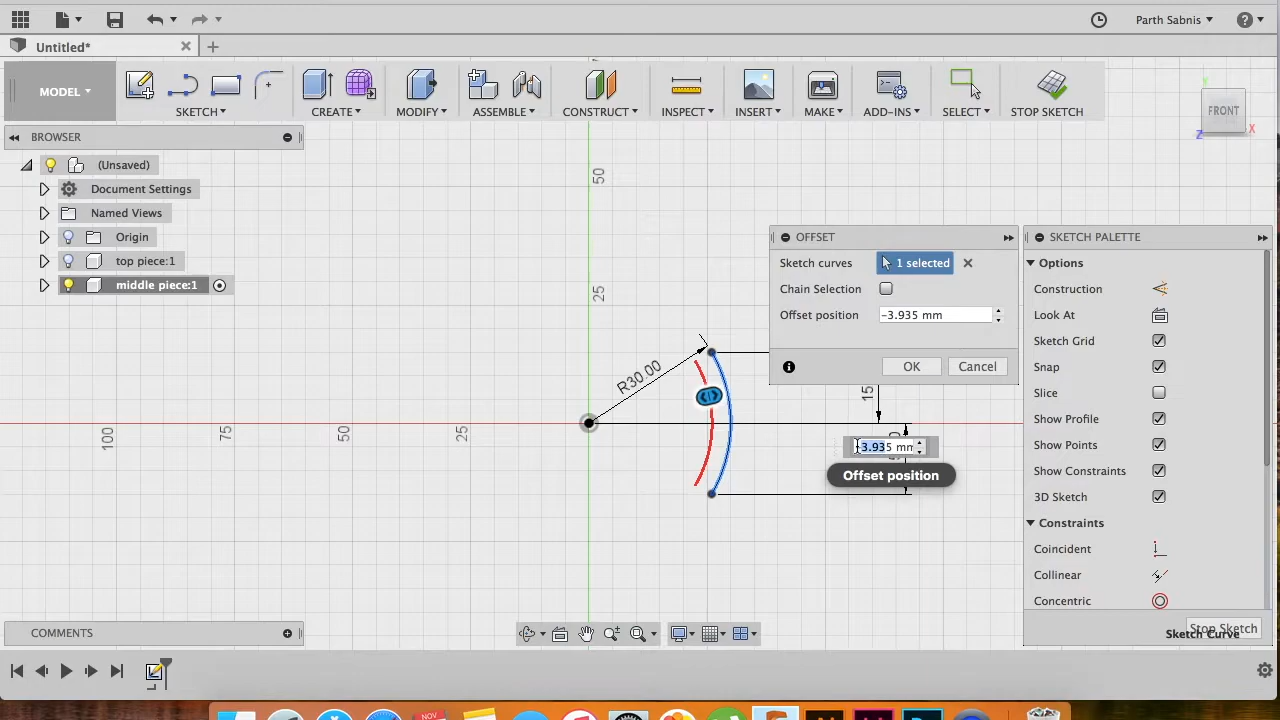 Parth Sabnis
Untitled*
MODEL
SKETCH
CREATE
MODIFY
ASSEMBLE
CONSTRUCT
INSPECT
INSERT
MAKE
ADD-INS
SELECT
STOP SKETCH
FRONT
Y
X
Z
BROWSER
(Unsaved)
Document Settings
Named Views
Origin
top piece:1
middle piece:1
50
25
100
75
50
25
R30.00
15
OFFSET
Sketch curves
1 selected
Chain Selection
Offset position
-3.935 mm
OK
Cancel
-3.935 mm
Offset position
SKETCH PALETTE
Options
Construction
Look At
Sketch Grid
Snap
Slice
Show Profile
Show Points
Show Constraints
3D Sketch
Constraints
Coincident
Collinear
Concentric
Stop Sketch
Sketch Curve
COMMENTS
NOV